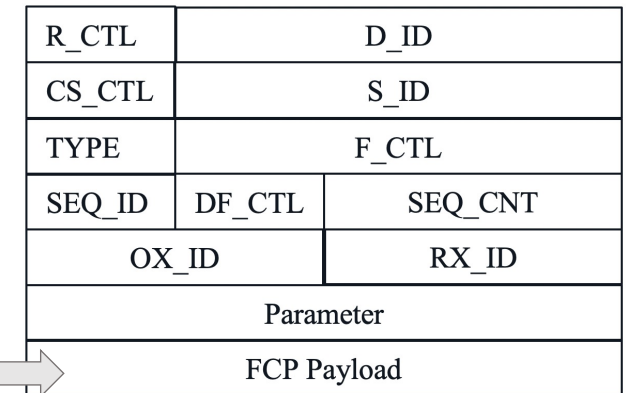 R_CTL D_ID
CS_CTL S_ID
TYPE F_CTL
SEQ_ID DF_CTL SEQ_CNT
OX_ID RX_ID
Parameter
FCP Payload